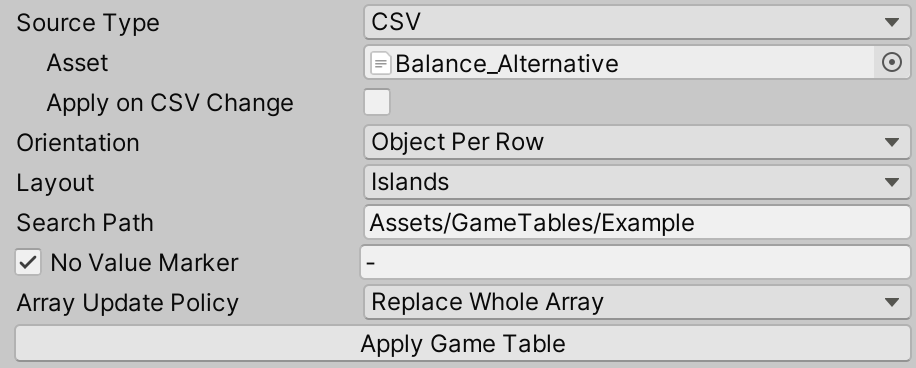 Source Type CSV
Asset Balance_Alternative
Apply on CSV Change
Orientation Object Per Row
Layout Islands
Search Path Assets/GameTables/Example
No Value Marker -
Array Update Policy Replace Whole Array
Apply Game Table